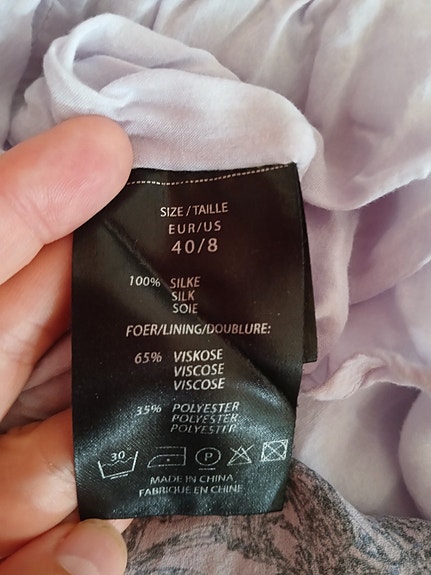 SIZE/TAILLE
EUR/US
40/8
100% SILKE
SILK
SOIE
FOER/LINING/DOUBLURE:
65% VISKOSE
VISCOSE
VISCOSE
35% POLYESTER
POLYESTER
POLYESTER
30 P
MADE IN CHINA
FABRIQUE EN CHINE